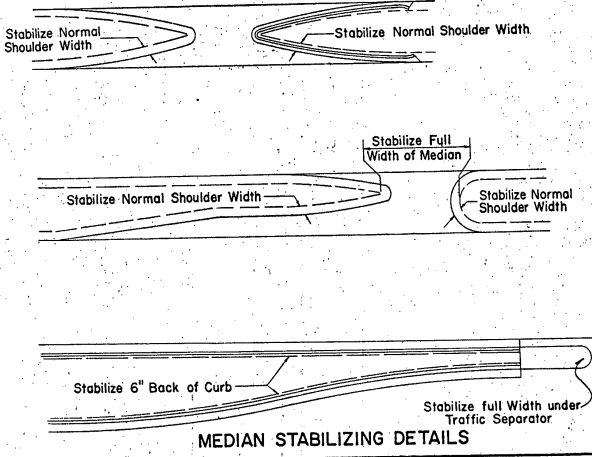 Stabilize Normal
Shoulder Width
Stabilize Normal Shoulder Width
Stabilize Full
Width of Median
Stabilize Normal Shoulder Width
Stabilize Normal
Shoulder Width
Stabilize 6" Back of Curb
Stabilize full Width under
Traffic Separator
MEDIAN STABILIZING DETAILS